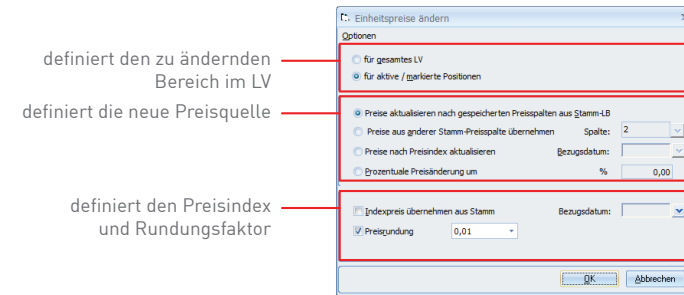 Einheitspreise ändern
Optionen
definiert den zu ändernden
Bereich im LV
für gesamtes LV
für aktive / markierte Positionen
definiert die neue Preisquelle
Preise aktualisieren nach gespeicherten Preisspalten aus Stamm-LB
Preise aus anderer Stamm-Preisspalte übernehmen Spalte: 2
Preise nach Preisindex aktualisieren Bezugsdatum:
Prozentuale Preisänderung um % 0,00
definiert den Preisindex
und Rundungsfaktor
Indexpreis übernehmen aus Stamm Bezugsdatum:
Preisrundung 0,01
OK Abbrechen